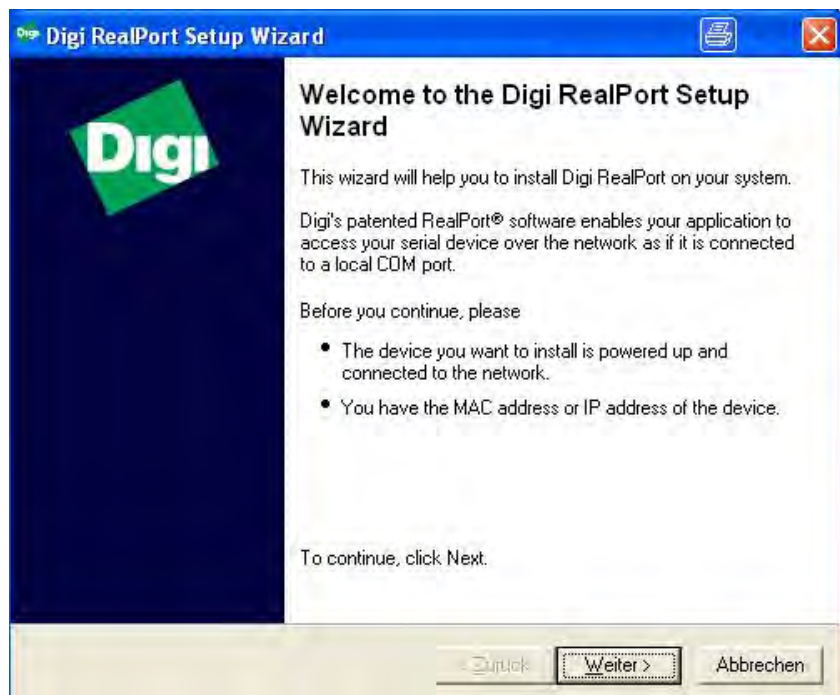 Digi RealPort Setup Wizard
Digi
Welcome to the Digi RealPort Setup
Wizard
This wizard will help you to install Digi RealPort on your system.
Digi's patented RealPort® software enables your application to
access your serial device over the network as if it is connected
to a local COM port.
Before you continue, please
• The device you want to install is powered up and
connected to the network.
• You have the MAC address or IP address of the device.
To continue, click Next.
< Zurück Weiter > Abbrechen